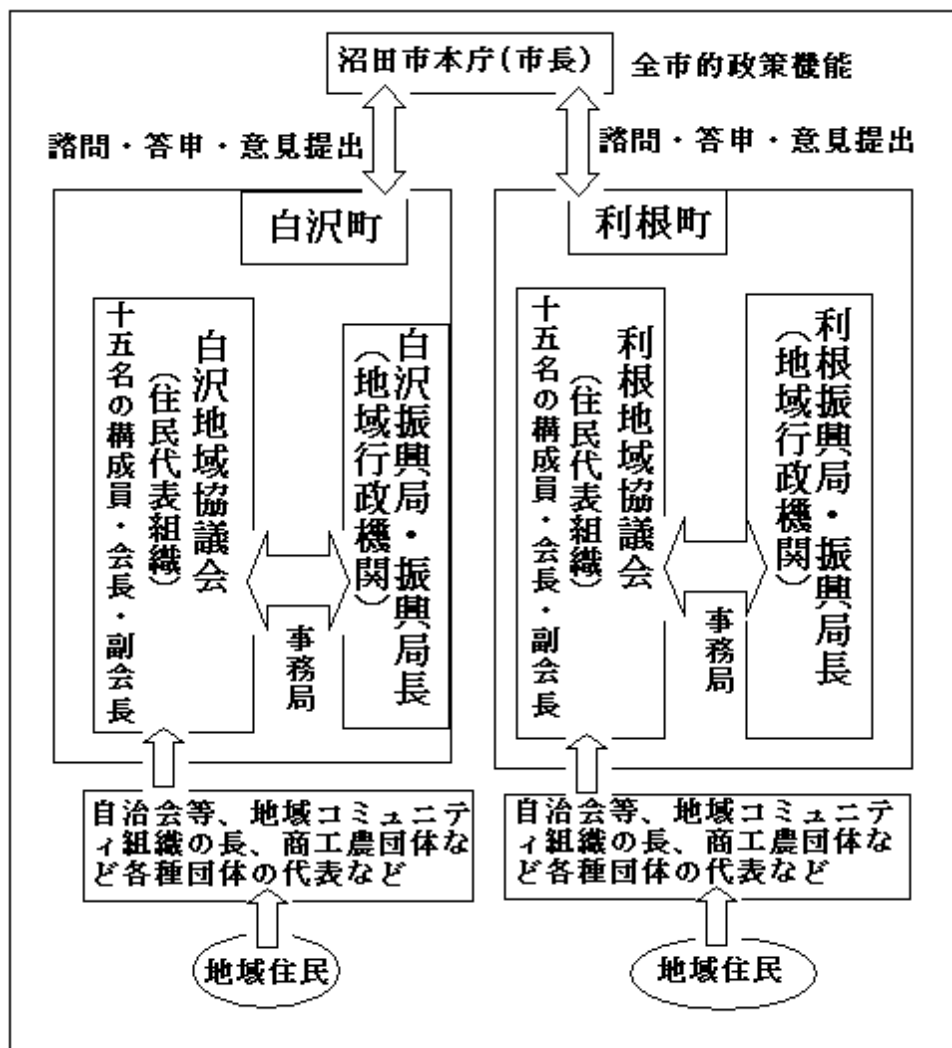 沼田市本庁(市長)
全市的政策機能
諮問・答申・意見提出
諮問・答申・意見提出
白沢町
白沢地域協議会
(住民代表組織)
十五名の構成員・会長・副会長
白沢振興局・振興局長
(地域行政機関)
事務局
自治会等、地域コミュニテ
ィ組織の長、商工農団体な
ど各種団体の代表など
地域住民
利根町
利根地域協議会
(住民代表組織)
十五名の構成員・会長・副会長
利根振興局・振興局長
(地域行政機関)
事務局
自治会等、地域コミュニテ
ィ組織の長、商工農団体な
ど各種団体の代表など
地域住民